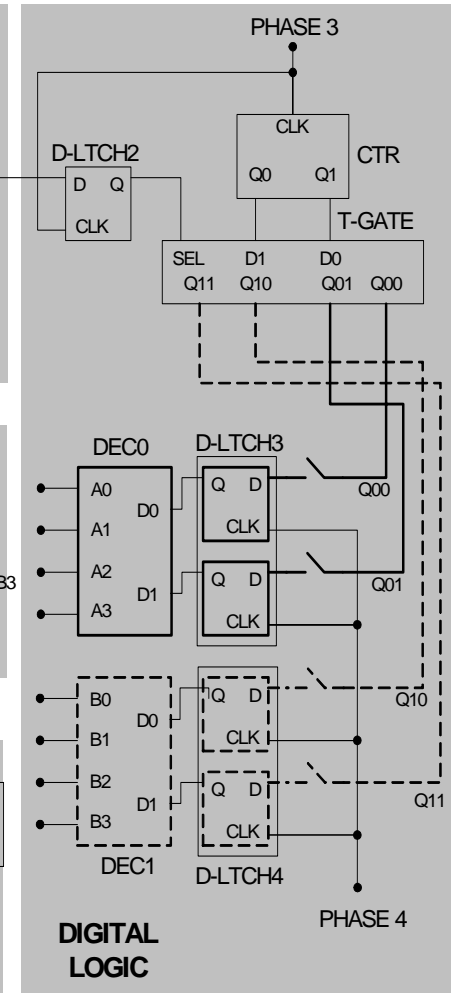 PHASE 3
CLK
CTR
Q0 Q1
D-LTCH2
D Q
CLK
T-GATE
SEL D1 D0
Q11 Q10 Q01 Q00
DEC0
A0
A1
A2
A3
D0
D1
D-LTCH3
Q D
CLK
Q D
CLK
Q00
Q01
B3
B0
B1
B2
B3
D0
D1
DEC1
Q D
CLK
Q D
CLK
D-LTCH4
Q10
Q11
PHASE 4
DIGITAL
LOGIC